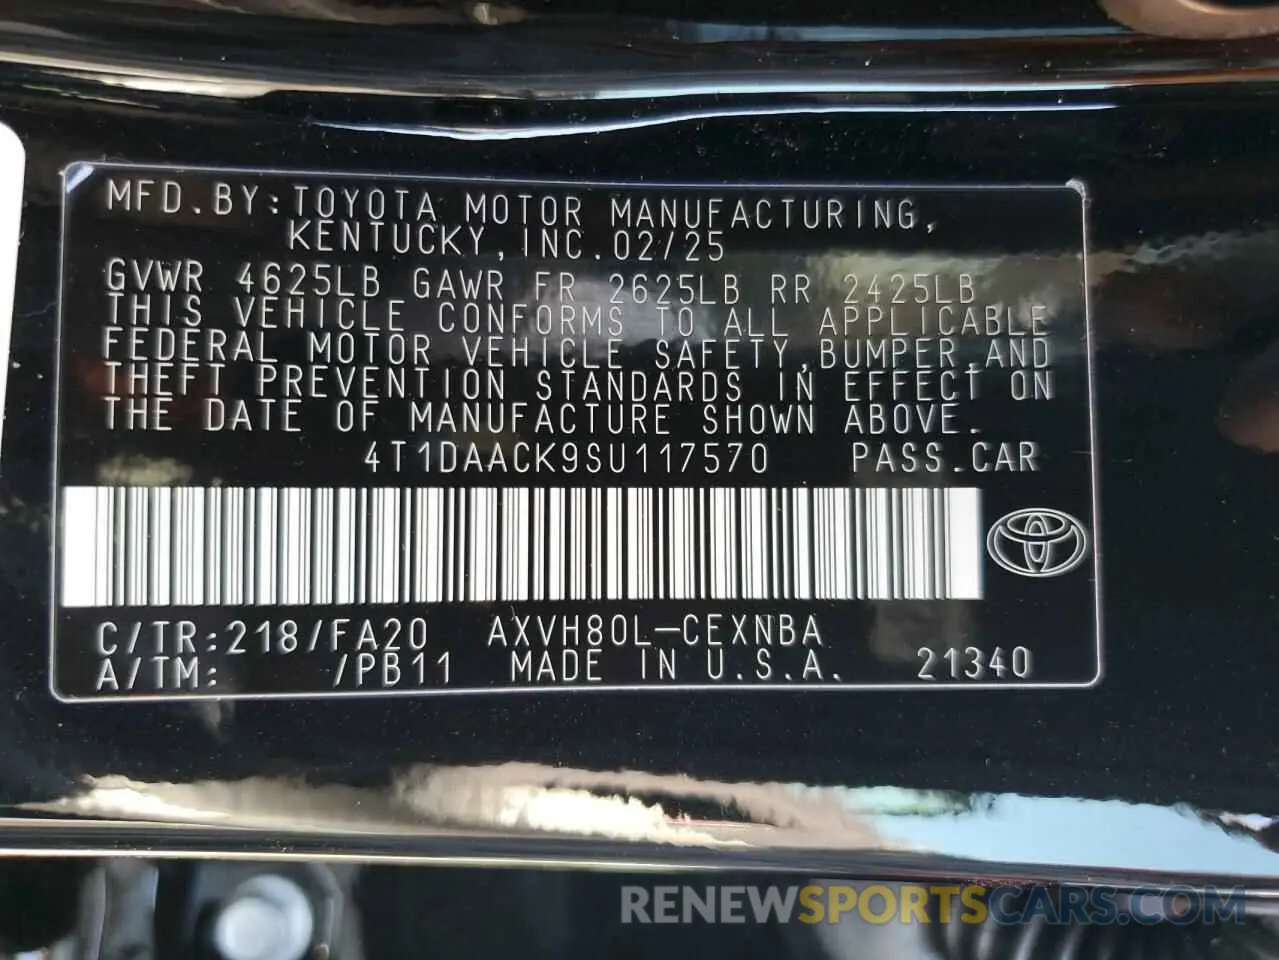 MFD.BY:TOYOTA MOTOR MANUFACTURING,
KENTUCKY,INC.02/25
GVWR 4625LB GAWR FR 2625LB RR 2425LB
THIS VEHICLE CONFORMS TO ALL APPLICABLE
FEDERAL MOTOR VEHICLE SAFETY,BUMPER,AND
THEFT PREVENTION STANDARDS IN EFFECT ON
THE DATE OF MANUFACTURE SHOWN ABOVE.
4T1DAACK9SU117570 PASS.CAR
C/TR:218/FA20 AXVH80L-CEXNBA
A/TM: /PB11 MADE IN U.S.A. 21340
RENEWSPORTSCARS.COM